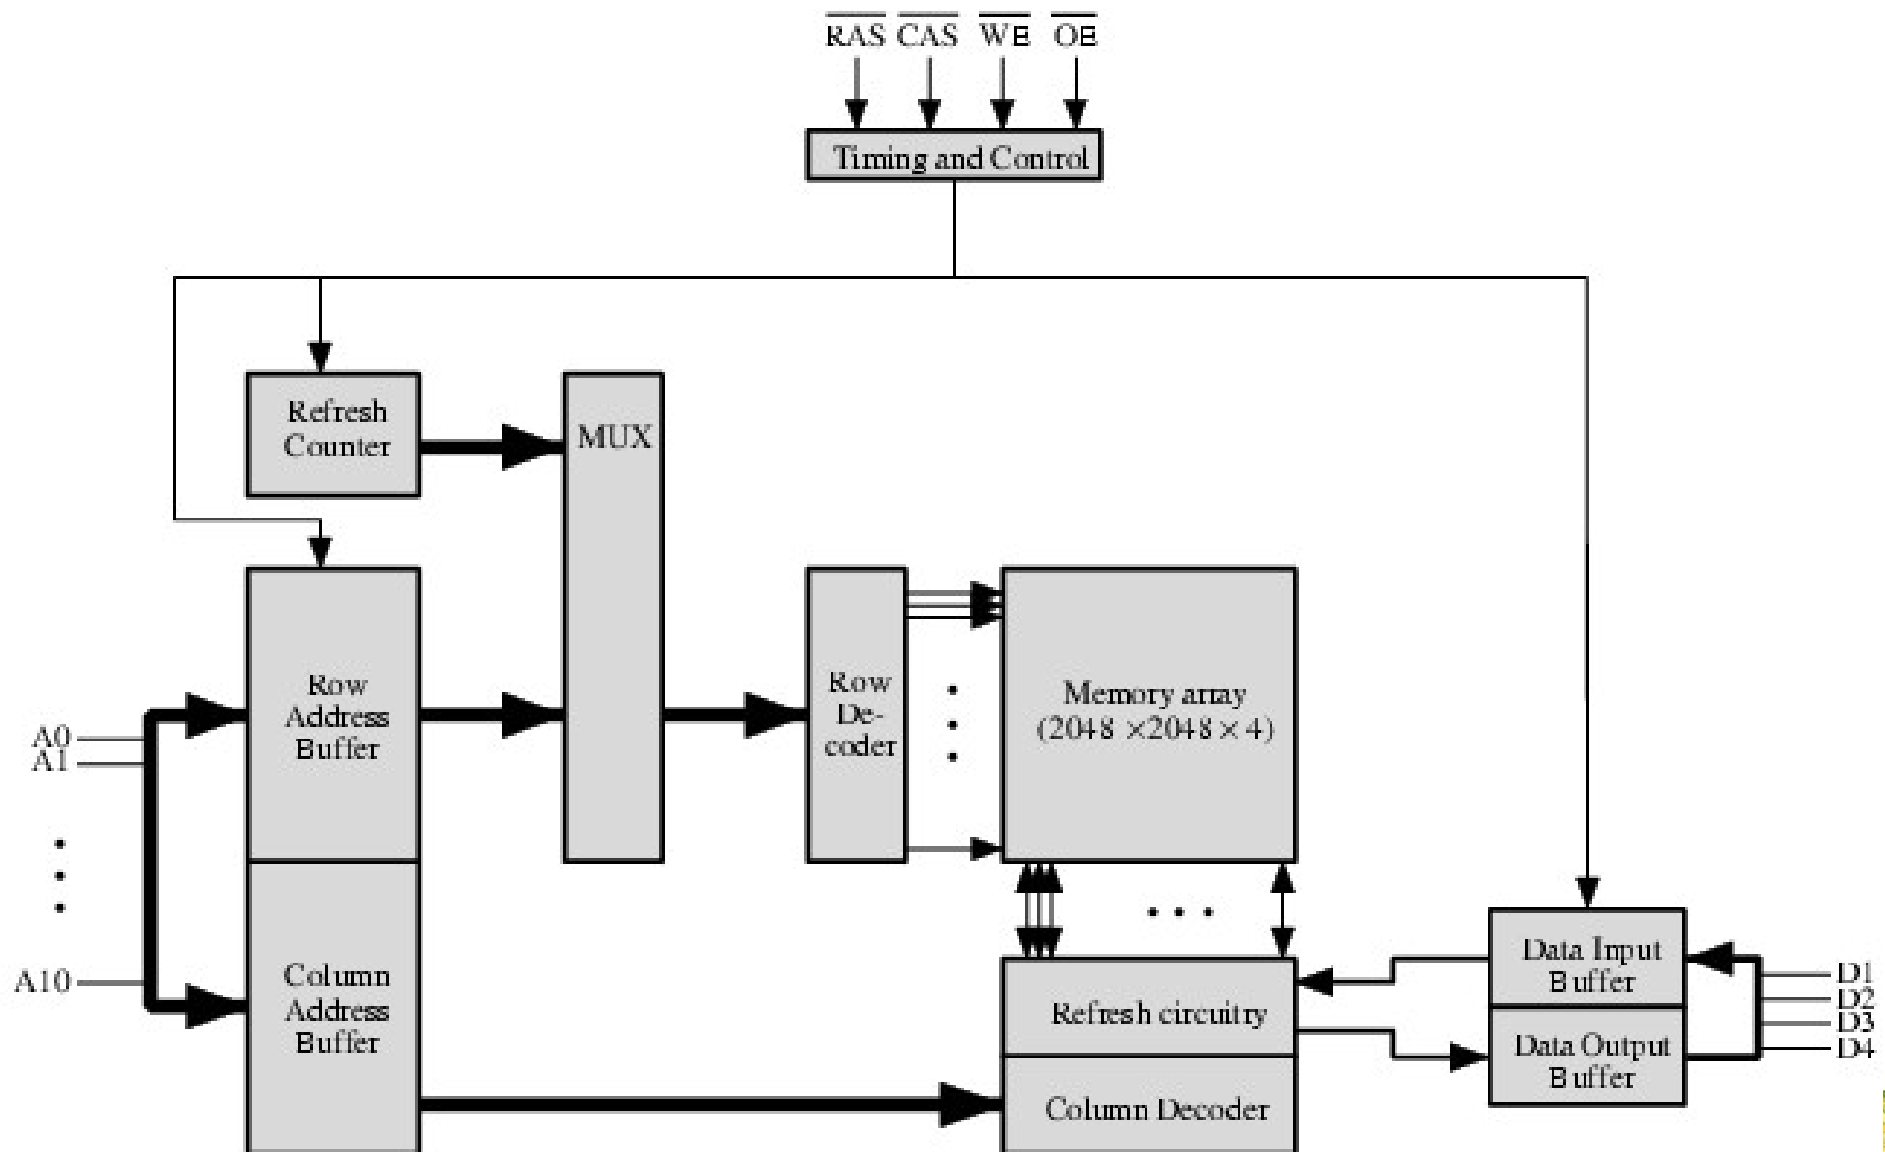 RAS CAS WE OE
Timing and Control
Refresh
Counter
MUX
Row
Address
Buffer
Row
De-
coder
Memory array
(2048 ×2048 × 4)
A0
A1
A10
Column
Address
Buffer
Refresh circuitry
Column Decoder
Data Input
Buffer
Data Output
Buffer
D1
D2
D3
D4